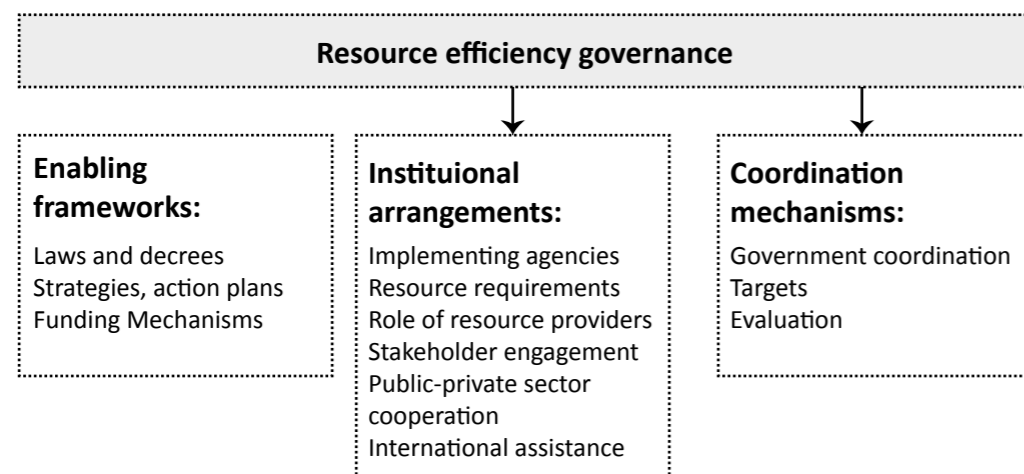 Resource efficiency governance
Enabling
frameworks:
Laws and decrees
Strategies, action plans
Funding Mechanisms
Instituional
arrangements:
Implementing agencies
Resource requirements
Role of resource providers
Stakeholder engagement
Public-private sector
cooperation
International assistance
Coordination
mechanisms:
Government coordination
Targets
Evaluation